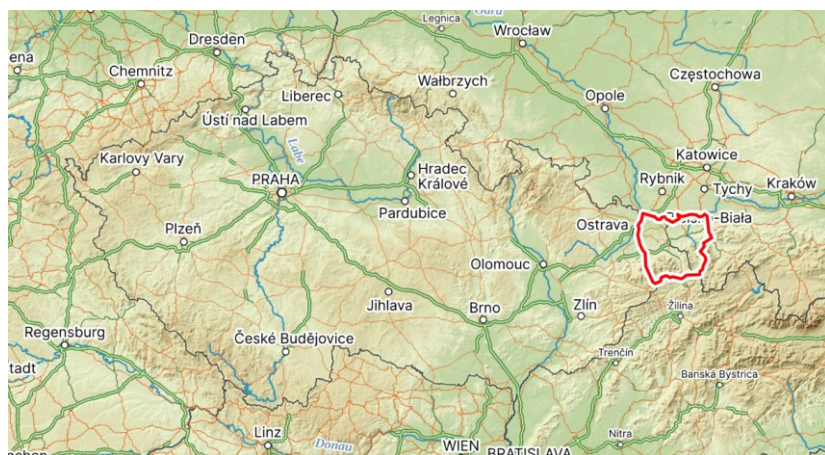 Legnica
Wrocław
Dresden
Chemnitz
Wałbrzych
Częstochowa
Liberec
Opole
Ústí nad Labem
Labe
Katowice
Karlovy Vary
Hradec
Králové
PRAHA
Rybnik
Tychy
Kraków
Pardubice
Ostrava
-Biała
Plzeň
Olomouc
Jihlava
Brno
Zlín
Žilina
Regensburg
České Budějovice
Trenčín
Banská Bystrica
Linz
Donau
Nitra
WIEN
BRATISLAVA